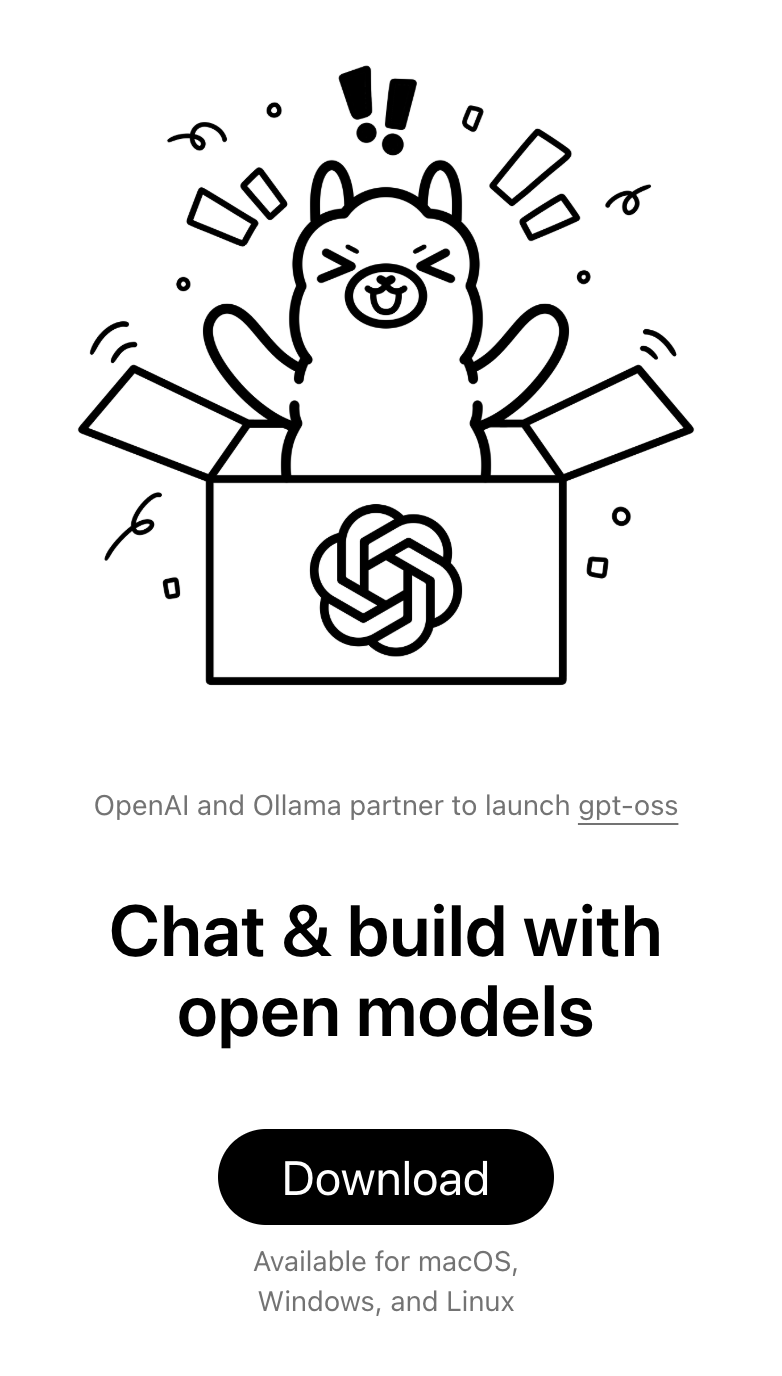 !!
OpenAI and Ollama partner to launch gpt-oss
Chat & build with
open models
Download
Available for macOS,
Windows, and Linux